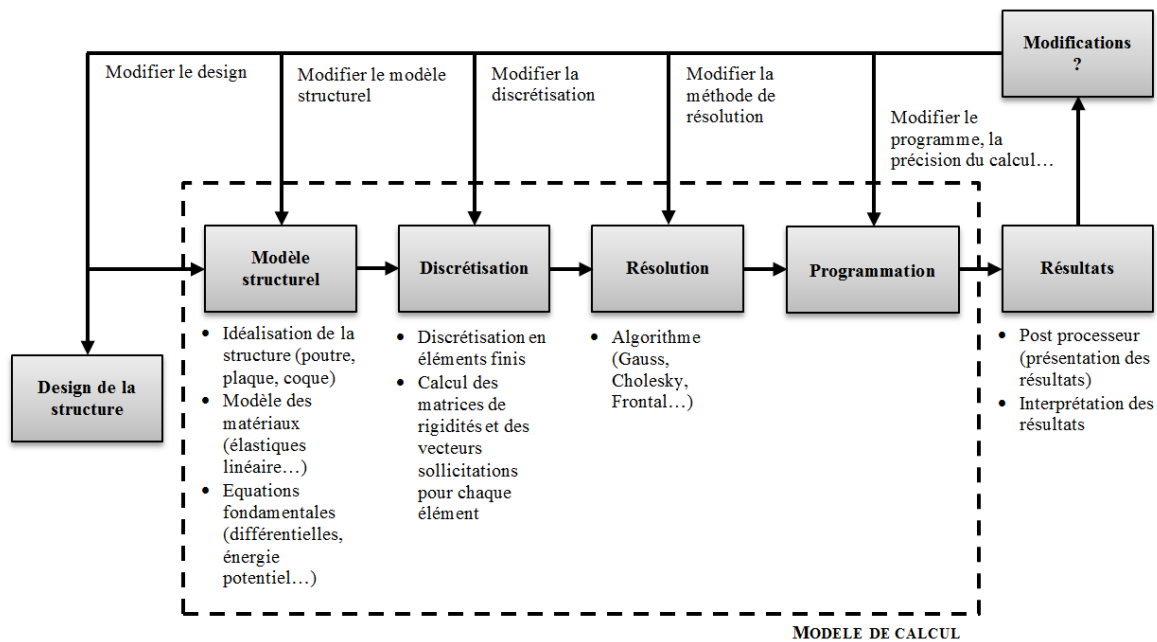 Modifications
?
Modifier le design
Modifier le modèle
structurel
Modifier la
discrétisation
Modifier la
méthode de
résolution
Modifier le
programme, la
précision du calcul…
Modèle
structurel
Discrétisation
Résolution
Programmation
Résultats
Design de la
structure
• Idéalisation de la
structure (poutre,
plaque, coque)
• Modèle des
matériaux
(élastiques
linéaire…)
• Equations
fondamentales
(différentielles,
énergie
potentiel…)
• Discrétisation en
éléments finis
• Calcul des
matrices de
rigidités et des
vecteurs
sollicitations
pour chaque
élément
• Algorithme
(Gauss,
Cholesky,
Frontal…)
• Post processeur
(présentation des
résultats)
• Interprétation des
résultats
MODELE DE CALCUL